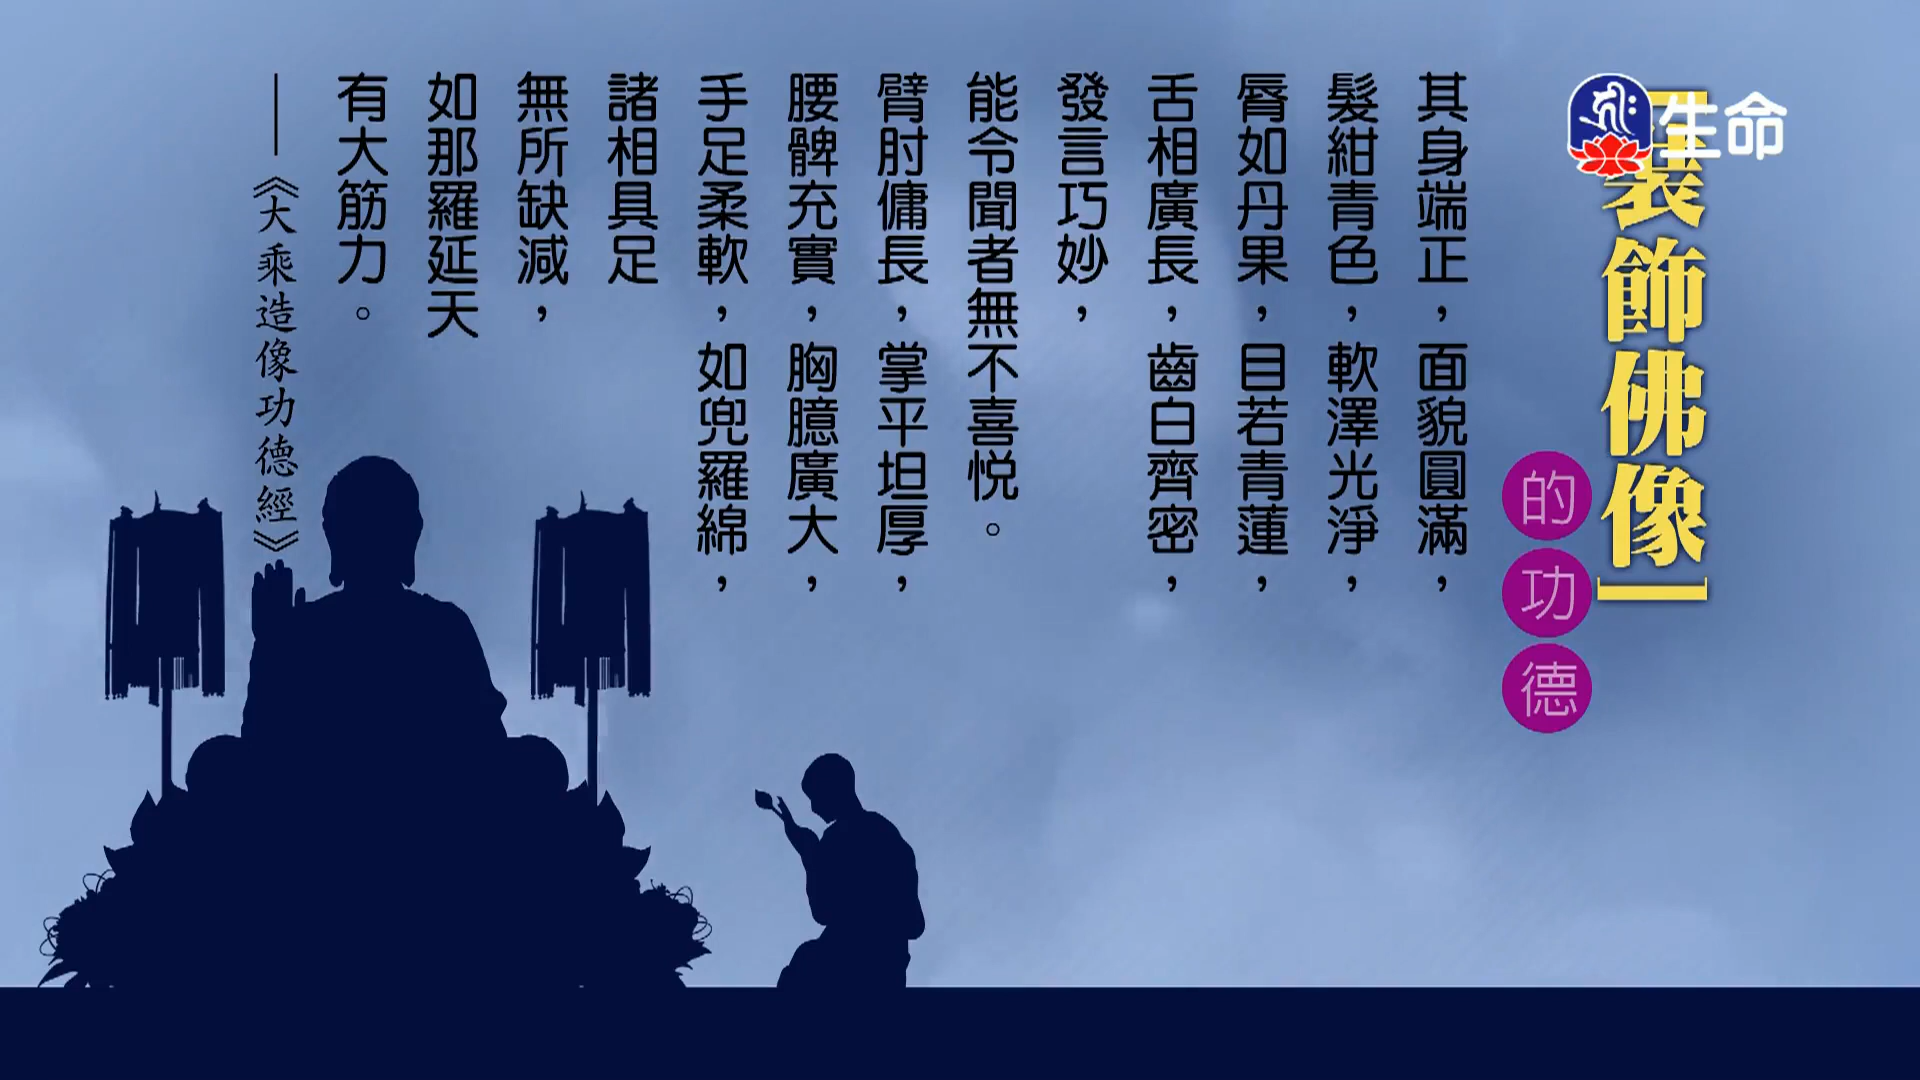 生命
「裝飾佛像」
的功德
其身端正，面貌圓滿，
髮紺青色，軟澤光淨，
脣如丹果，目若青蓮，
舌相廣長，齒白齊密，
發言巧妙，
能令聞者無不喜悅。
臂肘傭長，掌平坦厚，
腰髀充實，胸臆廣大，
手足柔軟，如兜羅綿，
諸相具足
無所缺減，
如那羅延天
有大筋力。
——《大乘造像功德經》